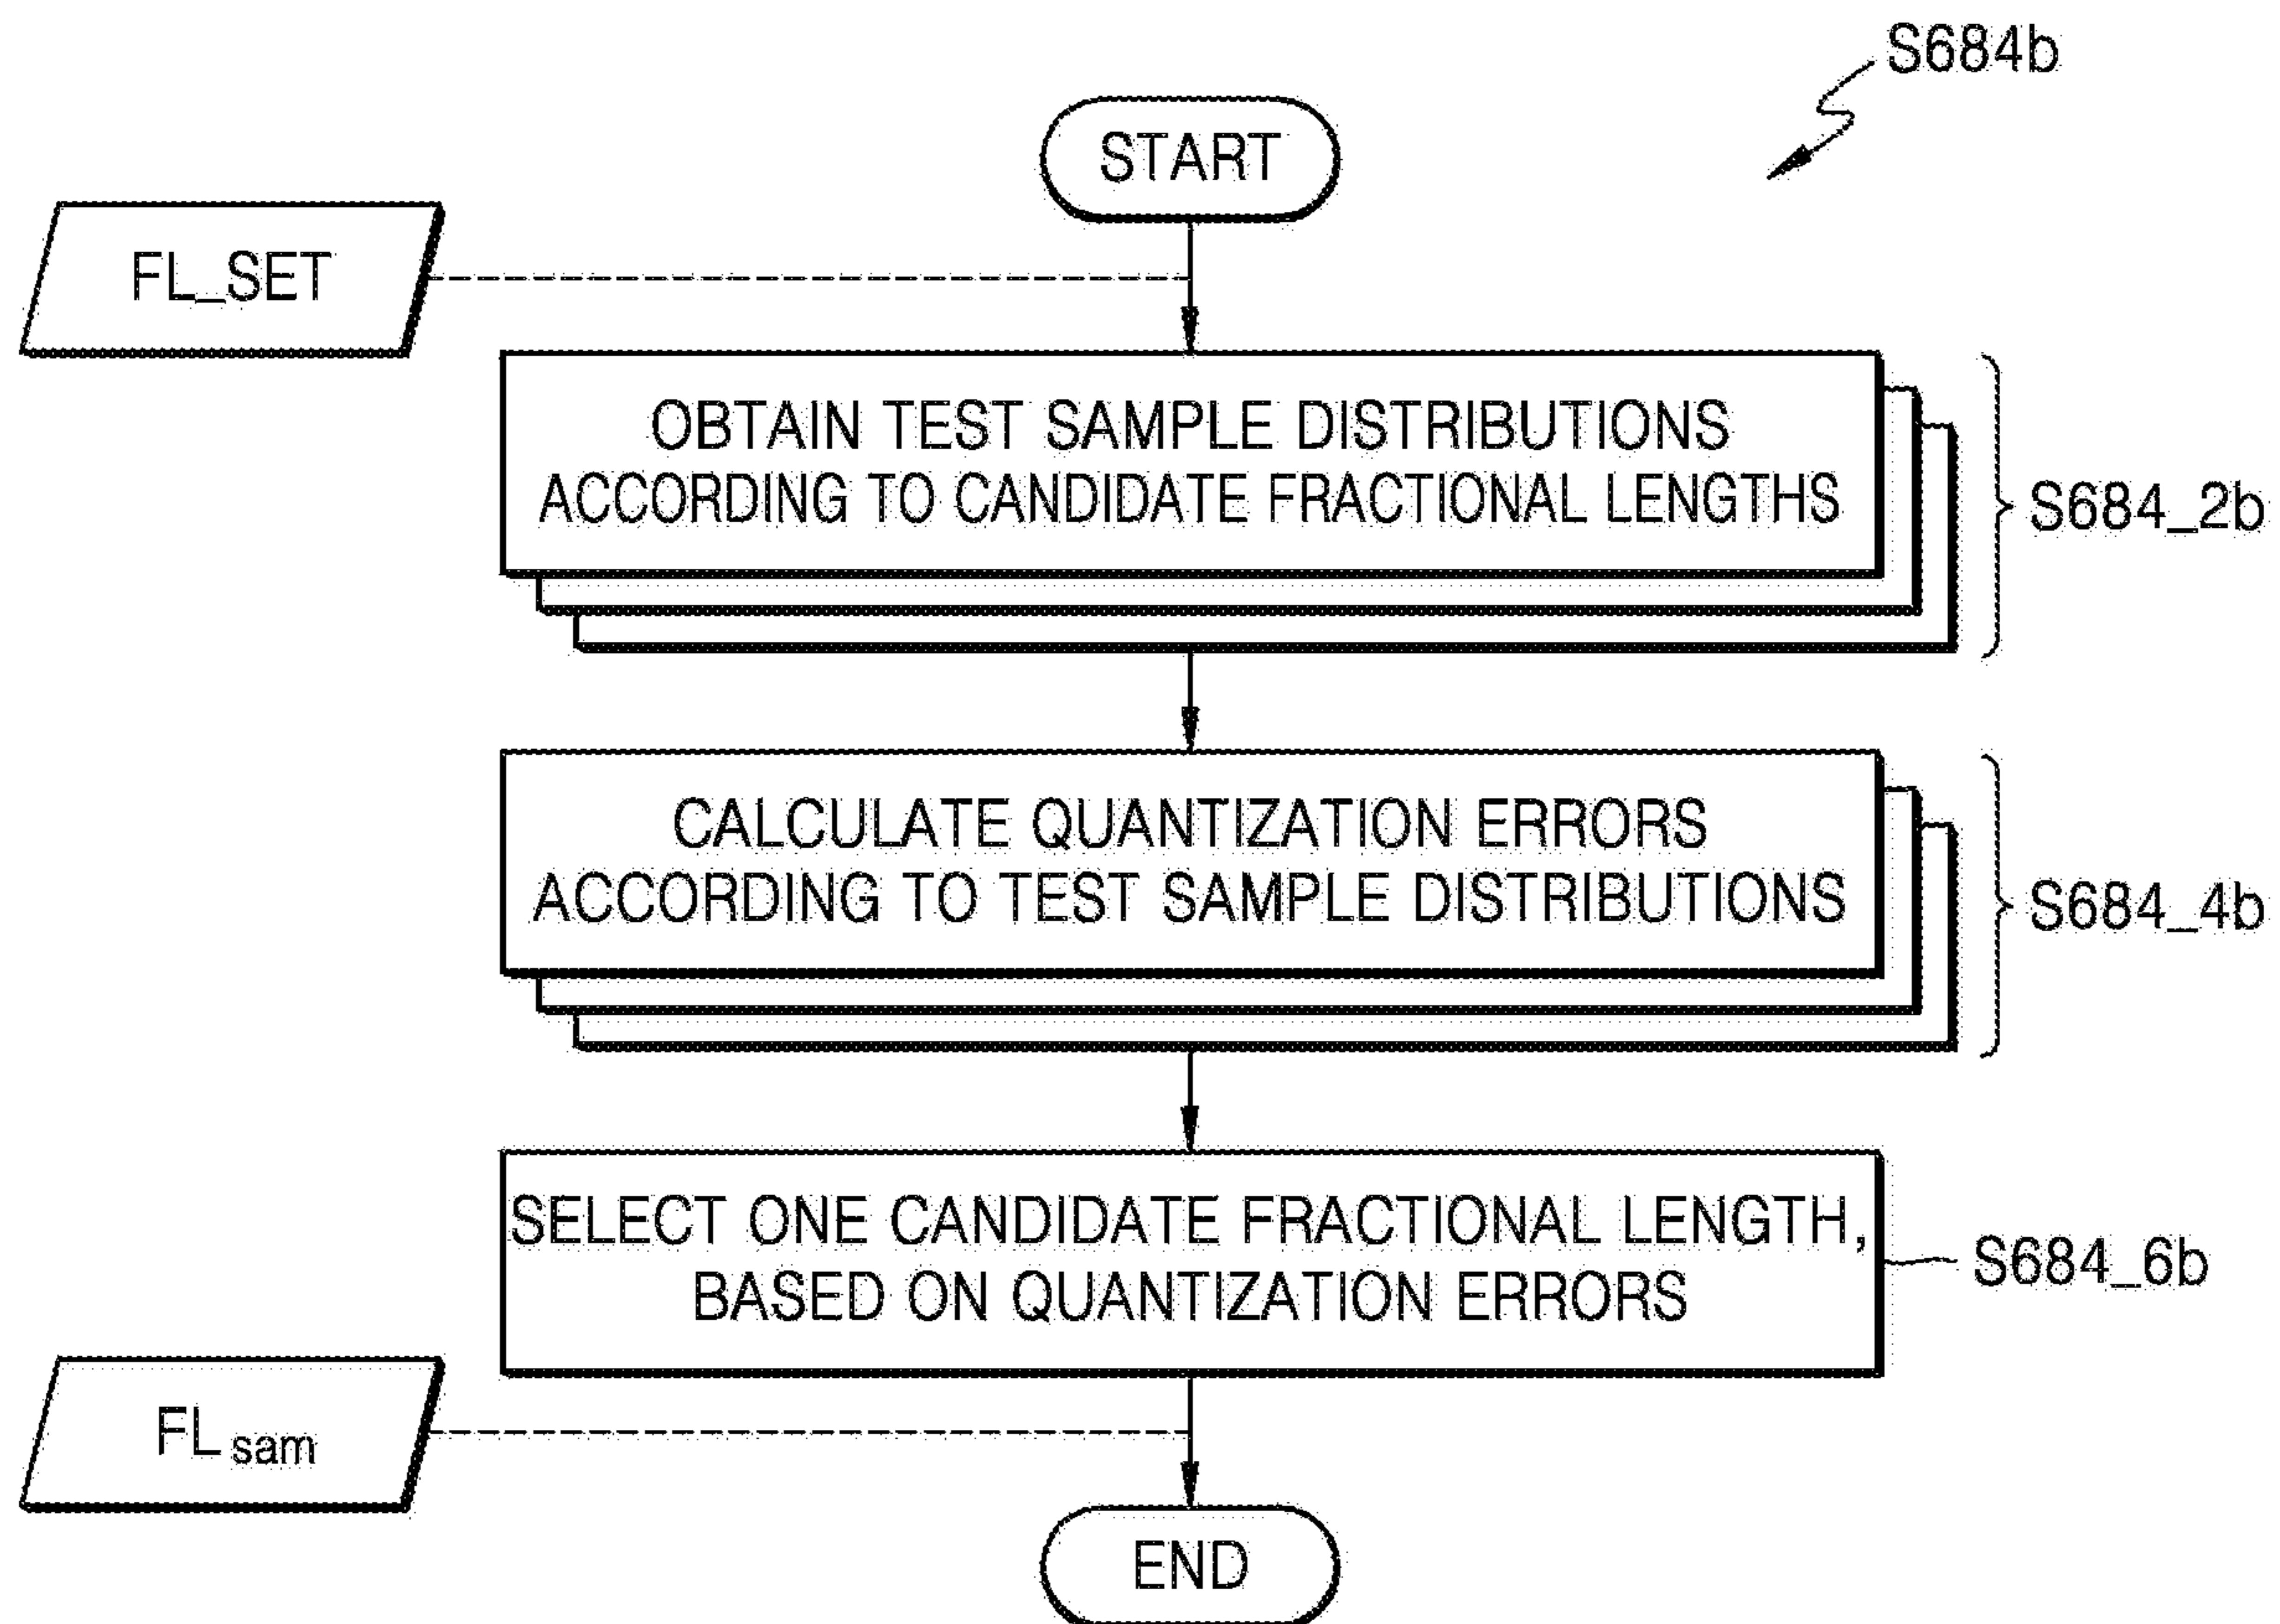 S684b
START
FL_SET
OBTAIN TEST SAMPLE DISTRIBUTIONS
ACCORDING TO CANDIDATE FRACTIONAL LENGTHS
S684_2b
CALCULATE QUANTIZATION ERRORS
ACCORDING TO TEST SAMPLE DISTRIBUTIONS
S684_4b
SELECT ONE CANDIDATE FRACTIONAL LENGTH,
BASED ON QUANTIZATION ERRORS
S684_6b
FLsam
END